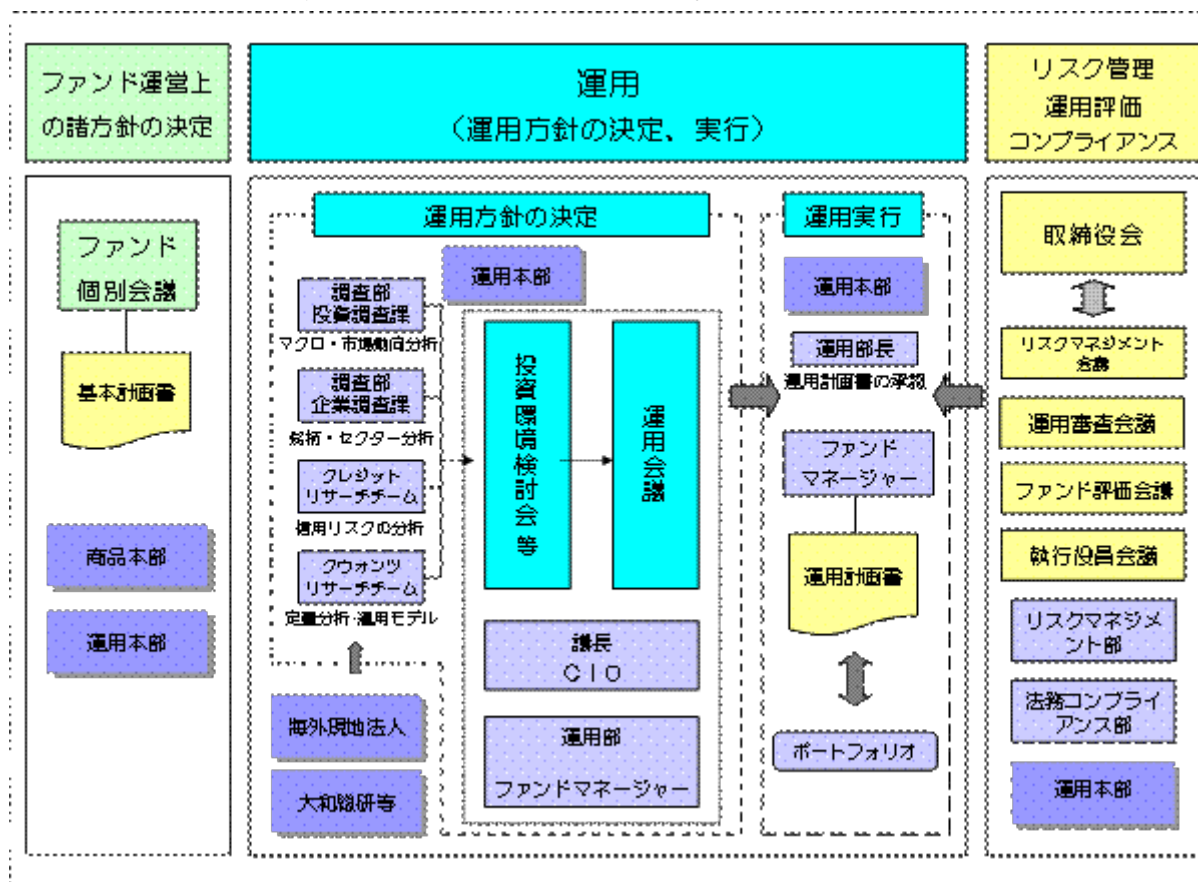 ファンド運営上
の諸方針の決定
運用
（運用方針の決定、実行）
リスク管理
運用評価
コンプライアンス
ファンド
個別会議
基本計画書
商品本部
運用本部
運用方針の決定
運用本部
調査部
投資調査課
マクロ・市場動向分析
調査部
企業調査課
銘柄・セクター分析
クレジット
リサーチチーム
信用リスクの分析
クウォンツ
リサーチチーム
定量分析・運用モデル
海外現地法人
大和総研等
投資環境検討会等
運用会議
議長
ＣＩＯ
運用部
ファンドマネージャー
運用実行
運用本部
運用部長
運用計画書の承認
ファンド
マネージャー
運用計画書
ポートフォリオ
取締役会
リスクマネジメント
会議
運用審査会議
ファンド評価会議
執行役員会議
リスクマネジメ
ント部
法務コンプライ
アンス部
運用本部